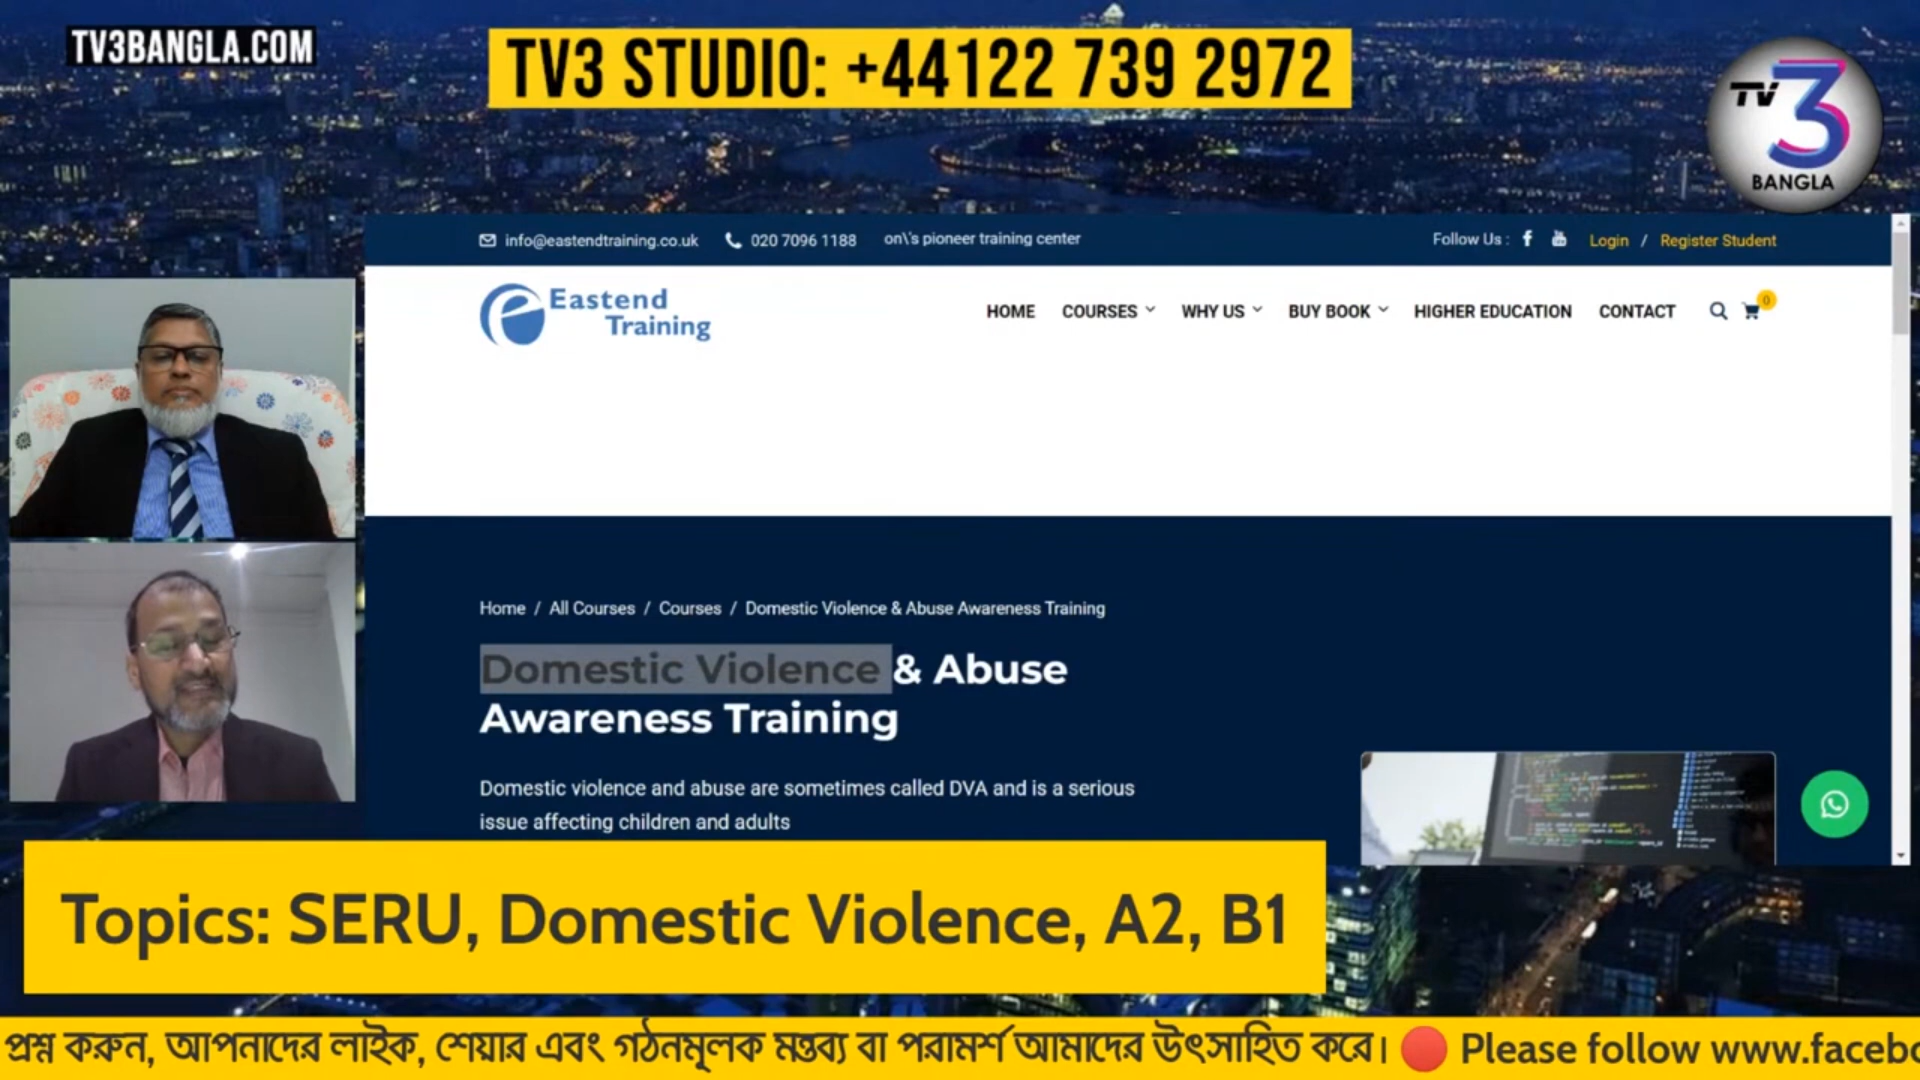 TV3BANGLA.COM
TV3 STUDIO: +44122 739 2972
TV3
BANGLA
info@eastendtraining.co.uk 020 7096 1188 on\'s pioneer training center Follow Us : Login / Register Student
Eastend
Training
HOME COURSES WHY US BUY BOOK HIGHER EDUCATION CONTACT 0
Home / All Courses / Courses / Domestic Violence & Abuse Awareness Training
Domestic Violence & Abuse
Awareness Training
Domestic violence and abuse are sometimes called DVA and is a serious
issue affecting children and adults
Topics: SERU, Domestic Violence, A2, B1
প্রশ্ন করুন, আপনাদের লাইক, শেয়ার এবং গঠনমূলক মন্তব্য বা পরামর্শ আমাদের উৎসাহিত করে। 🔴 Please follow www.facebo